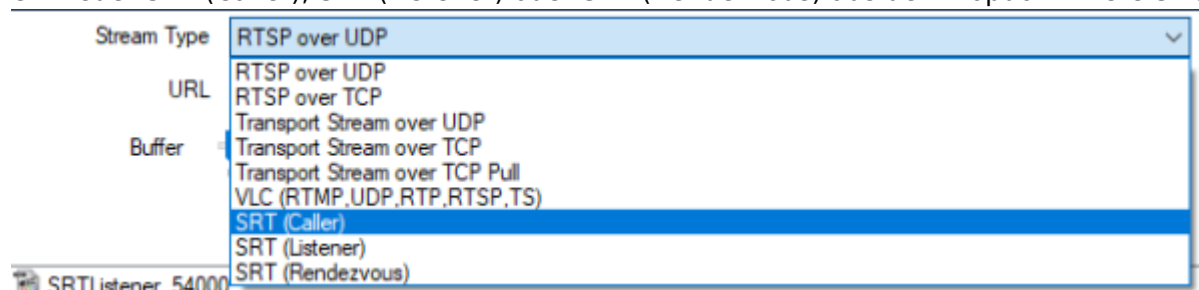 Stream Type RTSP over UDP
RTSP over UDP
URL
RTSP over TCP
Transport Stream over UDP
Buffer
Transport Stream over TCP
Transport Stream over TCP Pull
VLC (RTMP,UDP,RTP,RTSP,TS)
SRT (Caller)
SRT (Listener)
SRT (Rendezvous)
SRTListener_54000